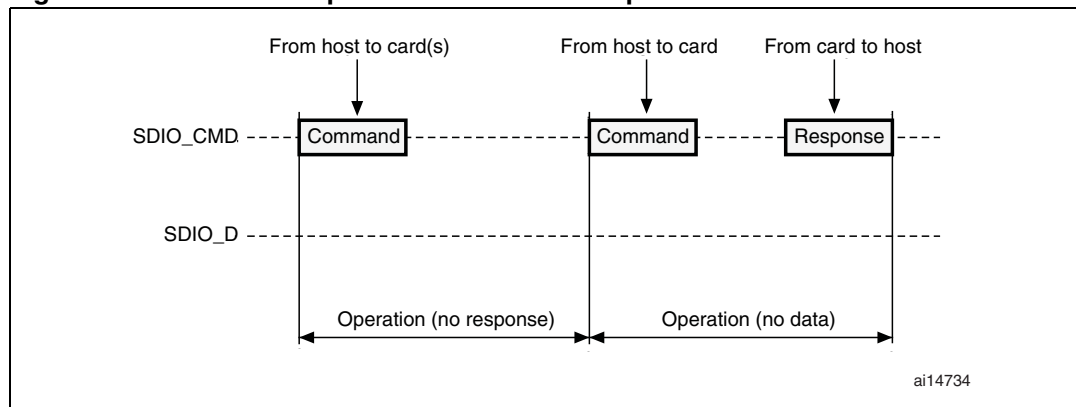 From host to card(s) From host to card From card to host
SDIO_CMD Command Command Response
SDIO_D
Operation (no response) Operation (no data)
ai14734